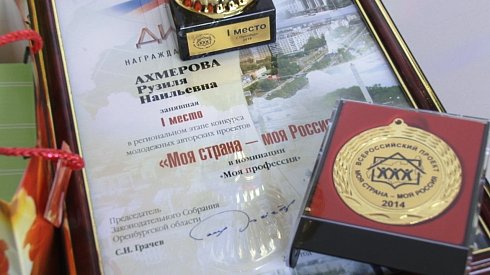 ДИ
НАГРАЖДА
АХМЕРОВА
Рузиля
Наильевна
занявшая
I место
в региональном этапе конкурса
молодежных авторских проектов
«Моя страна — моя Росси
в номинации
«Моя профессия»
Председатель
Законодательного Собрания
Оренбургской области
С.И. Грачев
I место
ВСЕРОССИЙСКИЙ ПРОЕКТ
МОЯ СТРАНА – МОЯ РОССИЯ
2014